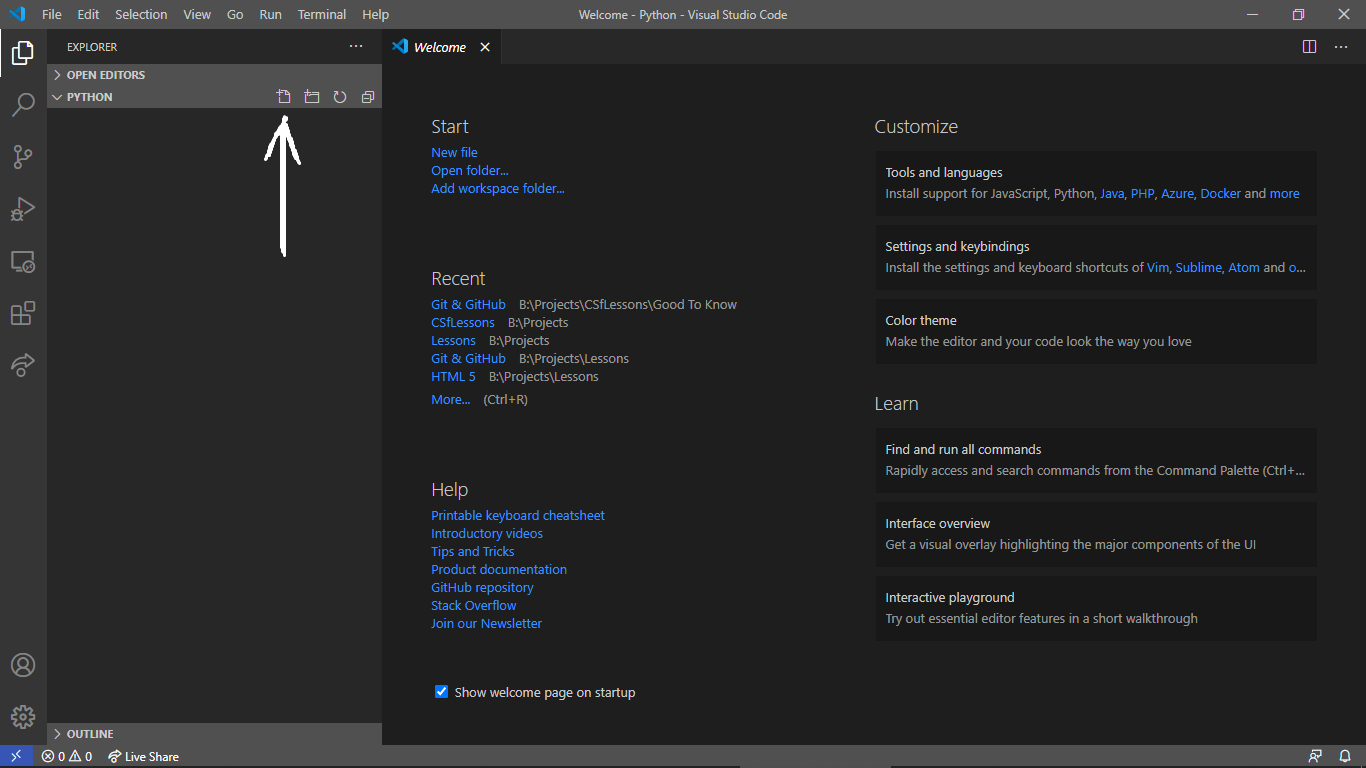 File Edit Selection View Go Run Terminal Help
Welcome - Python - Visual Studio Code
EXPLORER
OPEN EDITORS
PYTHON
OUTLINE
Welcome
Start
New file
Open folder...
Add workspace folder...
Recent
Git & GitHub B:\Projects\CSfLessons\Good To Know
CSfLessons B:\Projects
Lessons B:\Projects
Git & GitHub B:\Projects\Lessons
HTML 5 B:\Projects\Lessons
More... (Ctrl+R)
Help
Printable keyboard cheatsheet
Introductory videos
Tips and Tricks
Product documentation
GitHub repository
Stack Overflow
Join our Newsletter
Show welcome page on startup
Customize
Tools and languages
Install support for JavaScript, Python, Java, PHP, Azure, Docker and more
Settings and keybindings
Install the settings and keyboard shortcuts of Vim, Sublime, Atom and o...
Color theme
Make the editor and your code look the way you love
Learn
Find and run all commands
Rapidly access and search commands from the Command Palette (Ctrl+...
Interface overview
Get a visual overlay highlighting the major components of the UI
Interactive playground
Try out essential editor features in a short walkthrough
0 0 Live Share